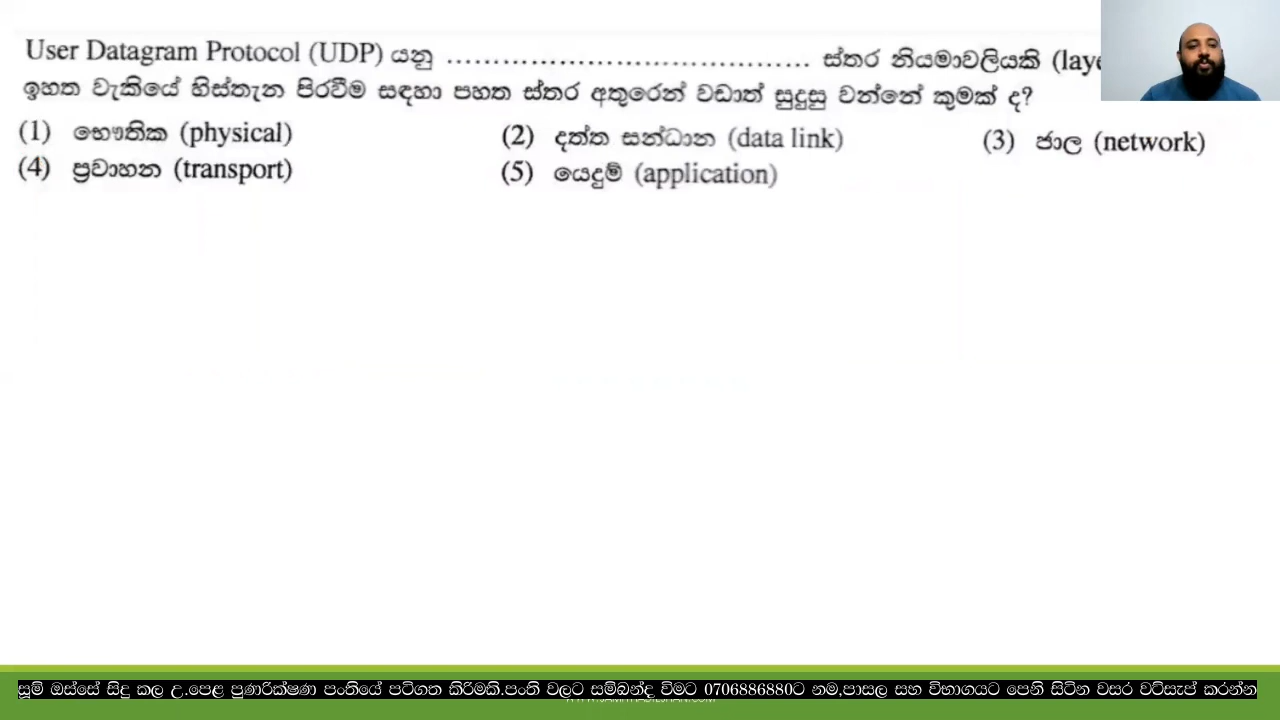 User Datagram Protocol (UDP) යනු ....................................... ස්තර නියමාවලියකි
ඉහත වැකියේ හිස්තැන පිරවීම සඳහා පහත ස්තර අතුරෙන් වඩාත් සුදුසු වන්නේ කුමක් ද?
(1) භෞතික (physical) (2) දත්ත සන්ධාන (data link) (3) ජාල (network)
(4) ප්‍රවාහන (transport) (5) යෙදුම් (application)
සූම් ඔස්සේ සිදු කල උ.පෙළ පුණරික්ෂණ පංතියේ පටිගත කිරීමකි.පංති වලට සම්බන්ද වීමට 0706886880ට නම,පාසල සහ විභාගයට පෙනී සිටින වසර වට්සැප් කරන්න